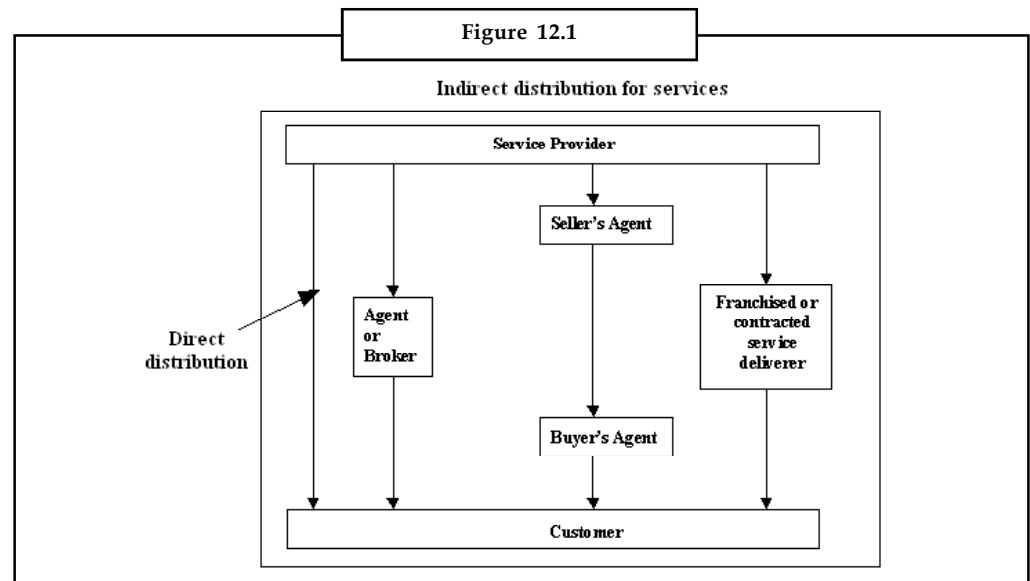 Figure 12.1
Indirect distribution for services
Service Provider
Seller's Agent
Agent
or
Broker
Franchised or
contracted
service
deliverer
Direct
distribution
Buyer's Agent
Customer